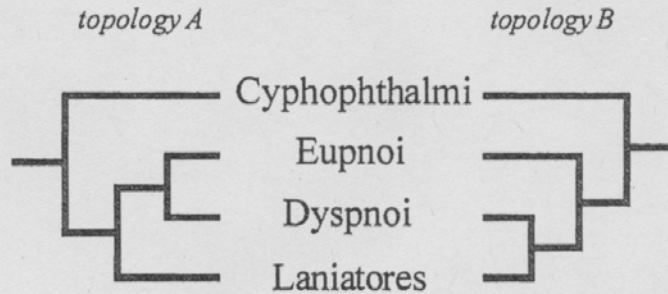 topology A topology B
Cyphophthalmi
Eupnoi
Dyspnoi
Laniatores